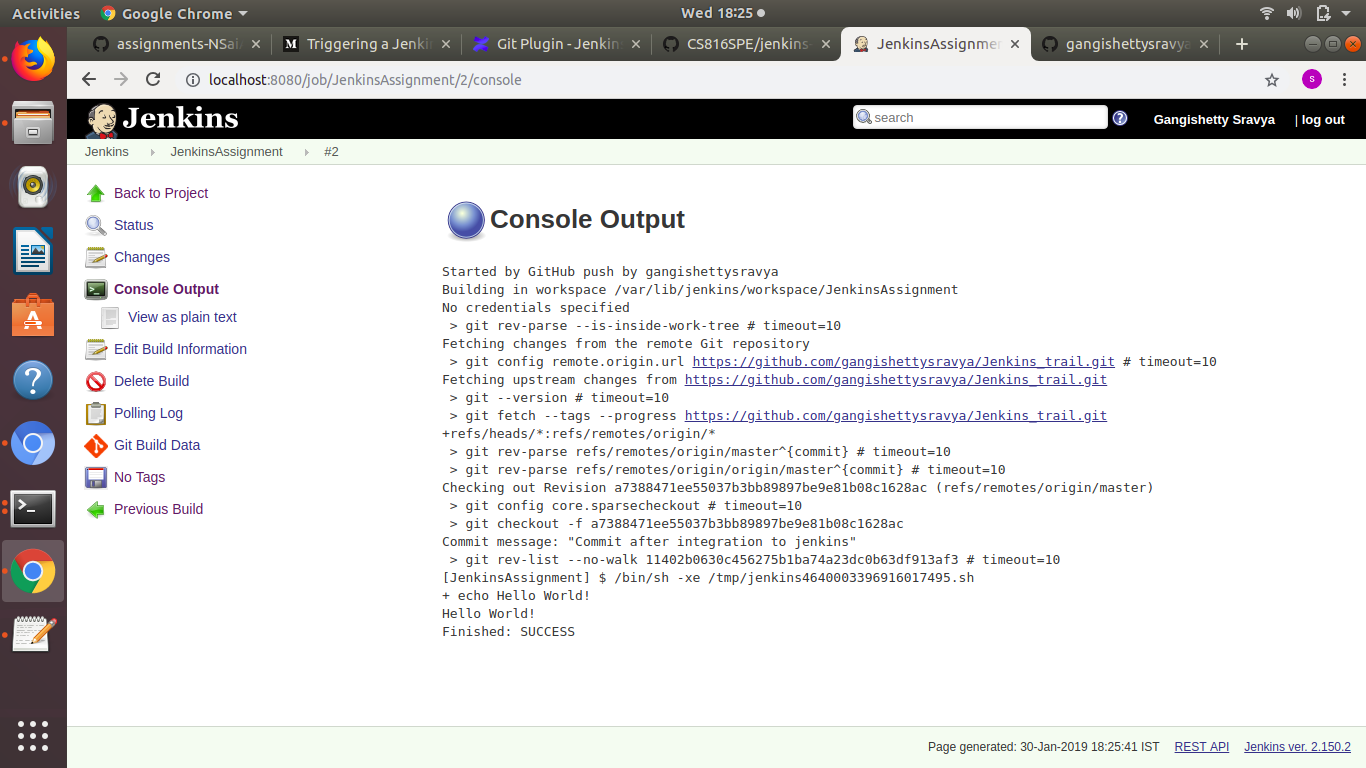 Activities Google Chrome Wed 18:25
assignments-NSai Triggering a Jenki Git Plugin - Jenkin CS816SPE/jenkins- JenkinsAssignmen gangishettysravya
localhost:8080/job/JenkinsAssignment/2/console S
Jenkins search ? Gangishetty Sravya | log out
Jenkins JenkinsAssignment #2
Back to Project
Status
Changes
Console Output
View as plain text
Edit Build Information
Delete Build
Polling Log
Git Build Data
No Tags
Previous Build
Console Output
Started by GitHub push by gangishettysravya
Building in workspace /var/lib/jenkins/workspace/JenkinsAssignment
No credentials specified
> git rev-parse --is-inside-work-tree # timeout=10
Fetching changes from the remote Git repository
> git config remote.origin.url https://github.com/gangishettysravya/Jenkins_trail.git # timeout=10
Fetching upstream changes from https://github.com/gangishettysravya/Jenkins_trail.git
> git --version # timeout=10
> git fetch --tags --progress https://github.com/gangishettysravya/Jenkins_trail.git
+refs/heads/*:refs/remotes/origin/*
> git rev-parse refs/remotes/origin/master^{commit} # timeout=10
> git rev-parse refs/remotes/origin/origin/master^{commit} # timeout=10
Checking out Revision a7388471ee55037b3bb89897be9e81b08c1628ac (refs/remotes/origin/master)
> git config core.sparsecheckout # timeout=10
> git checkout -f a7388471ee55037b3bb89897be9e81b08c1628ac
Commit message: "Commit after integration to jenkins"
> git rev-list --no-walk 11402b0630c456275b1ba74a23dc0b63df913af3 # timeout=10
[JenkinsAssignment] $ /bin/sh -xe /tmp/jenkins4640003396916017495.sh
+ echo Hello World!
Hello World!
Finished: SUCCESS
Page generated: 30-Jan-2019 18:25:41 IST REST API Jenkins ver. 2.150.2